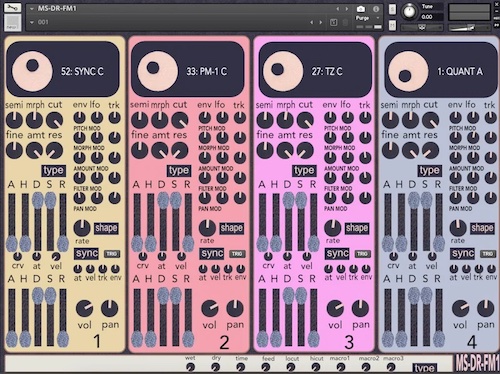 MS-DR-FM1
001
Purge
Tune
0.00
52: SYNC C
33: PM-1 C
27: TZ C
1: QUANT A
semi mrph cut env lfo trk
semi mrph cut env lfo trk
semi mrph cut env lfo trk
semi mrph cut env lfo trk
PITCH MOD
PITCH MOD
PITCH MOD
PITCH MOD
fine amt res
fine amt res
fine amt res
fine amt res
MORPH MOD
MORPH MOD
MORPH MOD
MORPH MOD
AMOUNT MOD
AMOUNT MOD
AMOUNT MOD
AMOUNT MOD
type
type
type
type
A H D S R
A H D S R
A H D S R
A H D S R
FILTER MOD
FILTER MOD
FILTER MOD
FILTER MOD
PAN MOD
PAN MOD
PAN MOD
PAN MOD
shape
shape
shape
shape
rate
rate
rate
rate
sync TRIG
sync TRIG
sync TRIG
sync TRIG
crv at vel
crv at vel
crv at vel
crv at vel
at vel trk env
at vel trk env
at vel trk env
at vel trk env
A H D S R
A H D S R
A H D S R
A H D S R
vol pan
vol pan
vol pan
vol pan
1
2
3
4
wet dry time feed locut hicut macro1 macro2 macro3 type
MS-DR-FM1